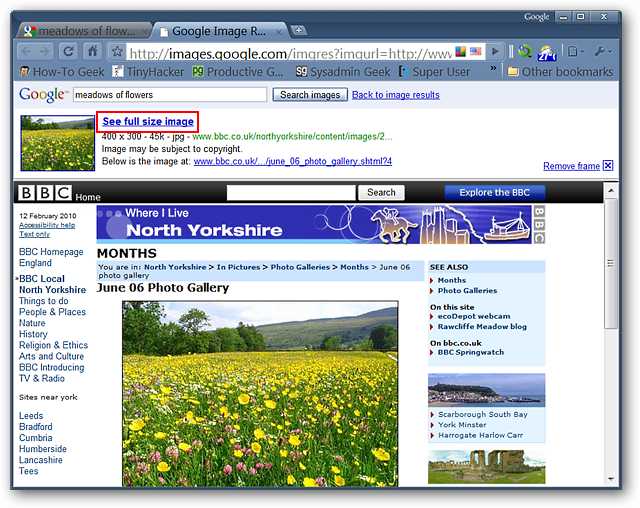 Google
meadows of flow...
Google Image R...
http://images.google.com/imgres?imgurl=http://ww
How-To Geek
TinyHacker
Productive G...
Sysadmin Geek
Super User
»
Other bookmarks
Google
meadows of flowers
Search images
Back to image results
See full size image
400 x 300 - 45k - jpg - www.bbc.co.uk/northyorkshire/content/images/2...
Image may be subject to copyright.
Below is the image at: www.bbc.co.uk/.../june_06_photo_gallery.shtml?4
Remove frame
BBC Home
Search
Explore the BBC
12 February 2010
Accessibility help
Text only
BBC Homepage
England
BBC Local
North Yorkshire
Things to do
People & Places
Nature
History
Religion & Ethics
Arts and Culture
BBC Introducing
TV & Radio
Sites near york
Leeds
Bradford
Cumbria
Humberside
Lancashire
Tees
Where I Live
North Yorkshire
BBC
MONTHS
You are in: North Yorkshire > In Pictures > Photo Galleries > Months > June 06
photo gallery
June 06 Photo Gallery
SEE ALSO
Months
Photo Galleries
On this site
ecoDepot webcam
Rawcliffe Meadow blog
On bbc.co.uk
BBC Springwatch
Scarborough South Bay
York Minster
Harrogate Harlow Carr